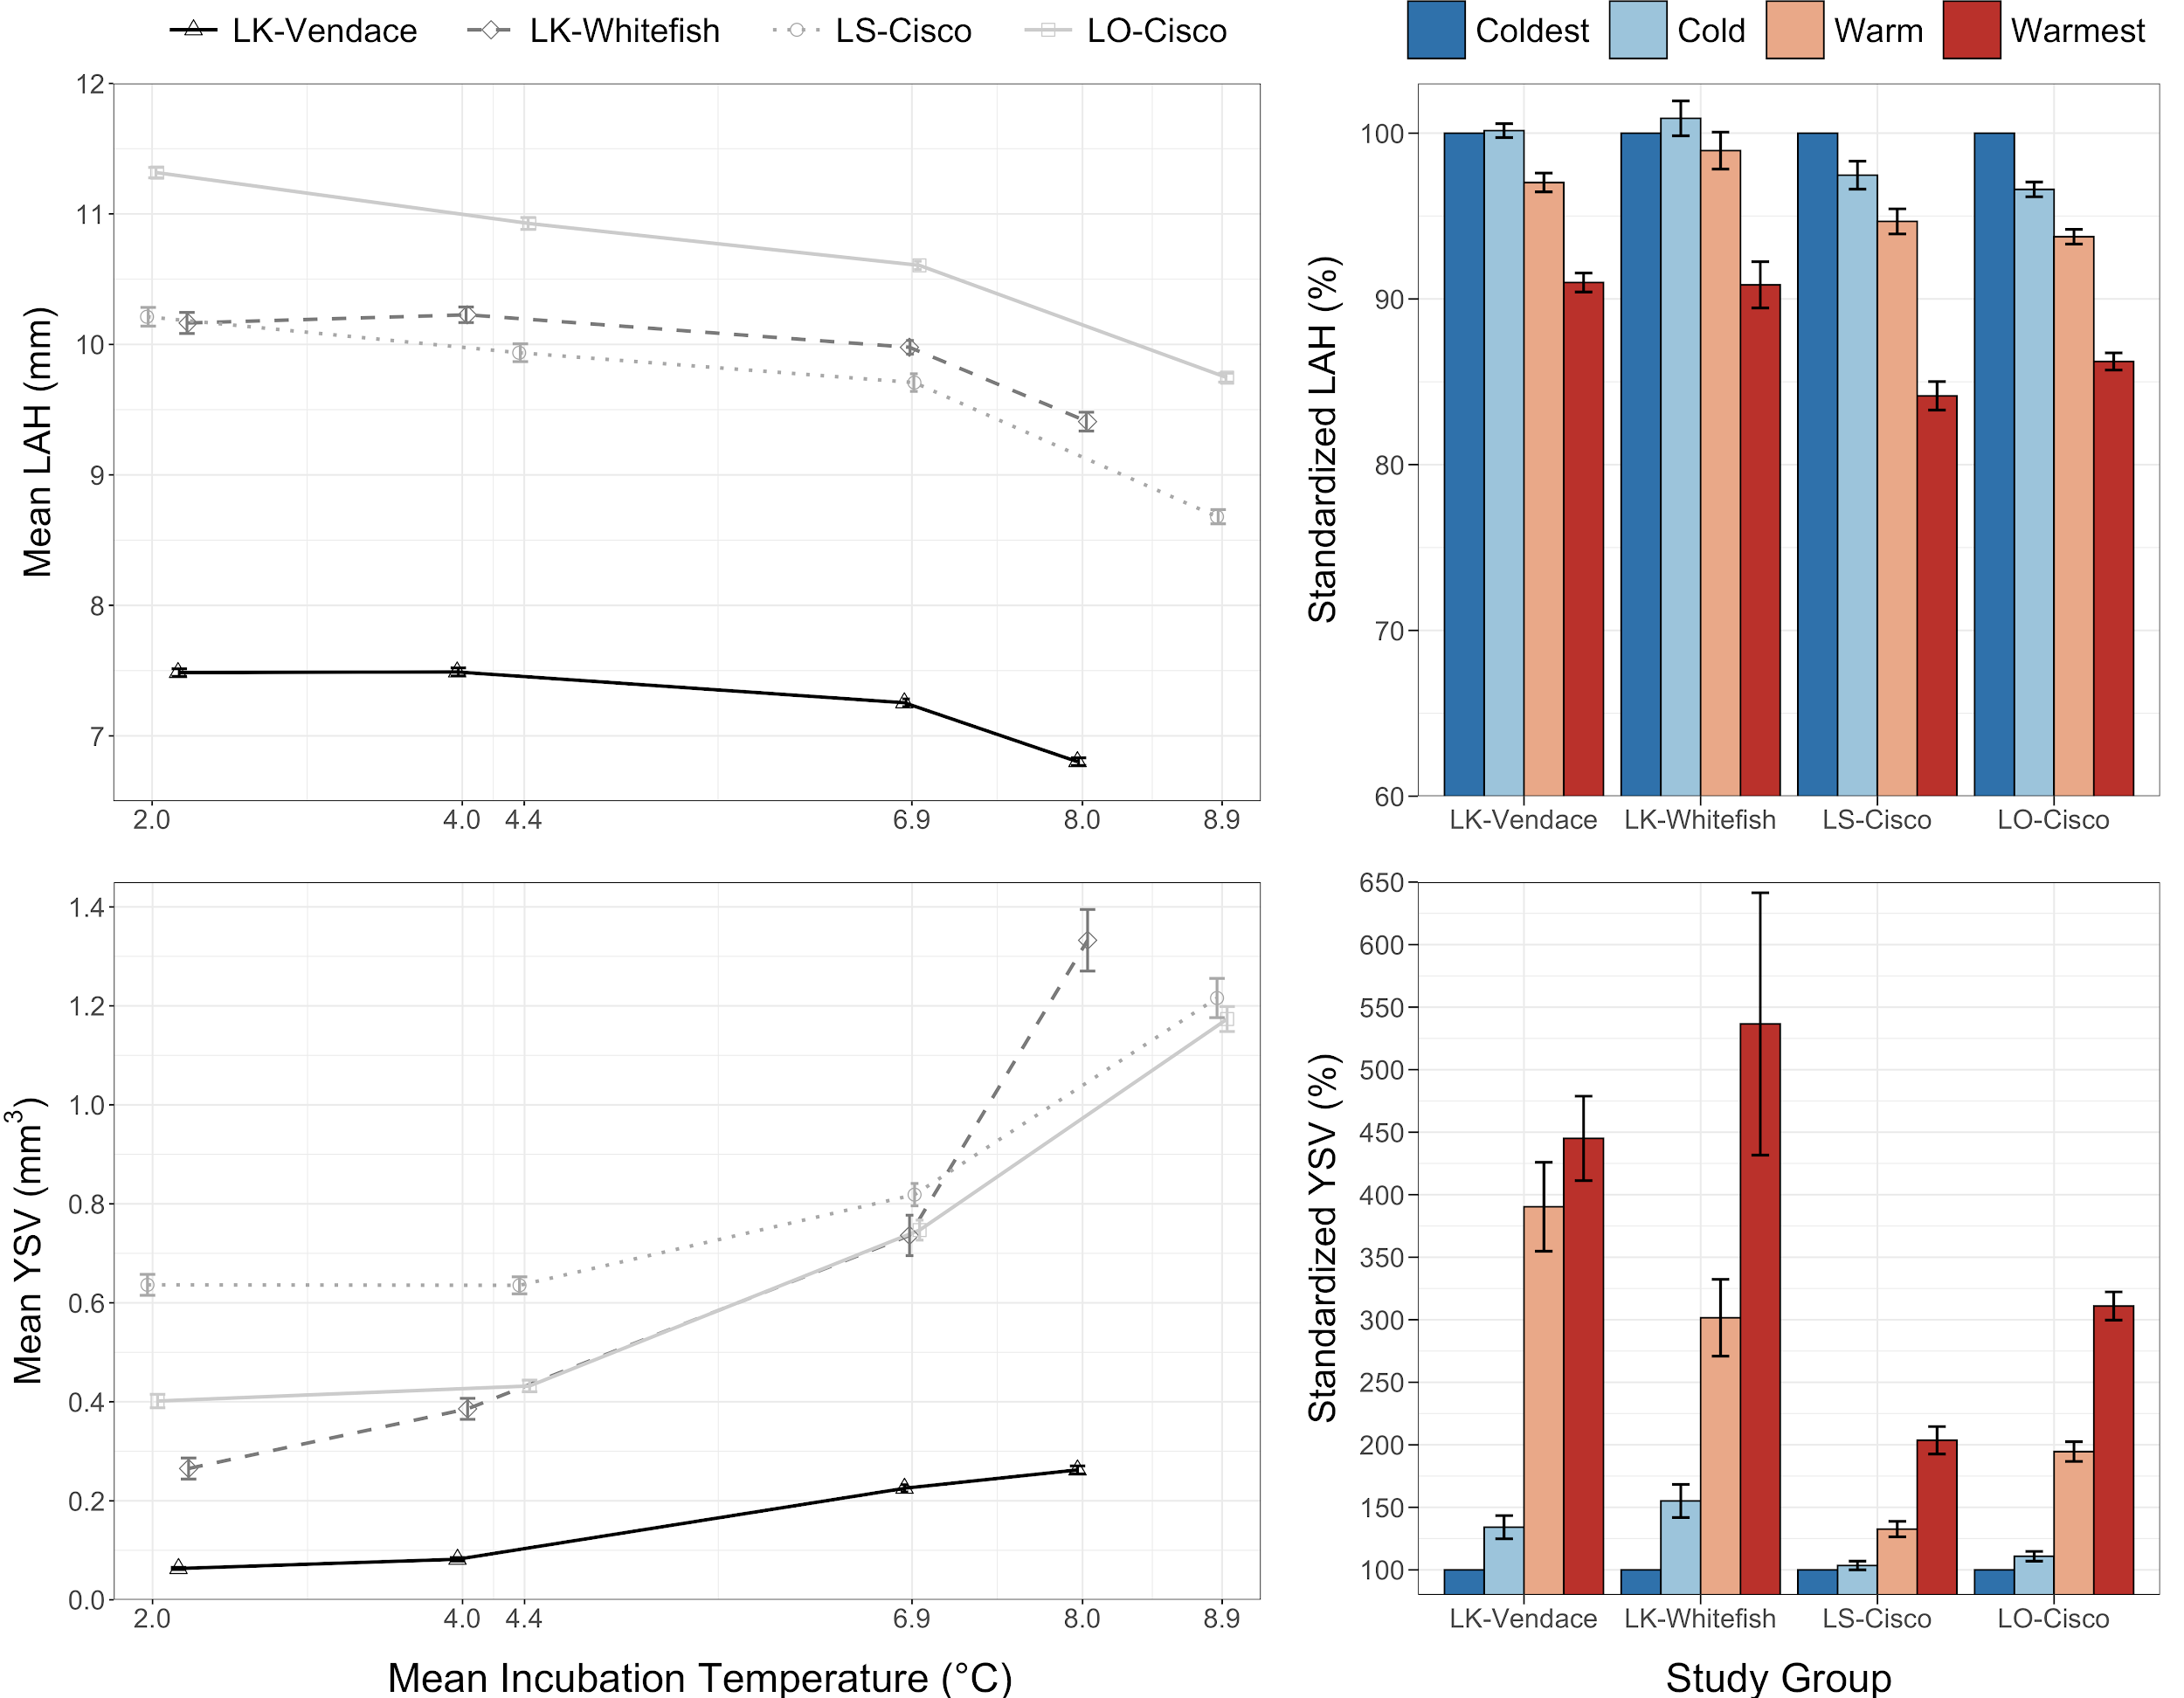 LK-Vendace LK-Whitefish LS-Cisco LO-Cisco
Coldest Cold Warm Warmest
Mean LAH (mm)
12
11
10
9
8
7
2.0 4.0 4.4 6.9 8.0 8.9
Standardized LAH (%)
100
90
80
70
60
LK-Vendace LK-Whitefish LS-Cisco LO-Cisco
Mean YSV (mm³)
1.4
1.2
1.0
0.8
0.6
0.4
0.2
0.0
2.0 4.0 4.4 6.9 8.0 8.9
Mean Incubation Temperature (°C)
Standardized YSV (%)
650
600
550
500
450
400
350
300
250
200
150
100
LK-Vendace LK-Whitefish LS-Cisco LO-Cisco
Study Group